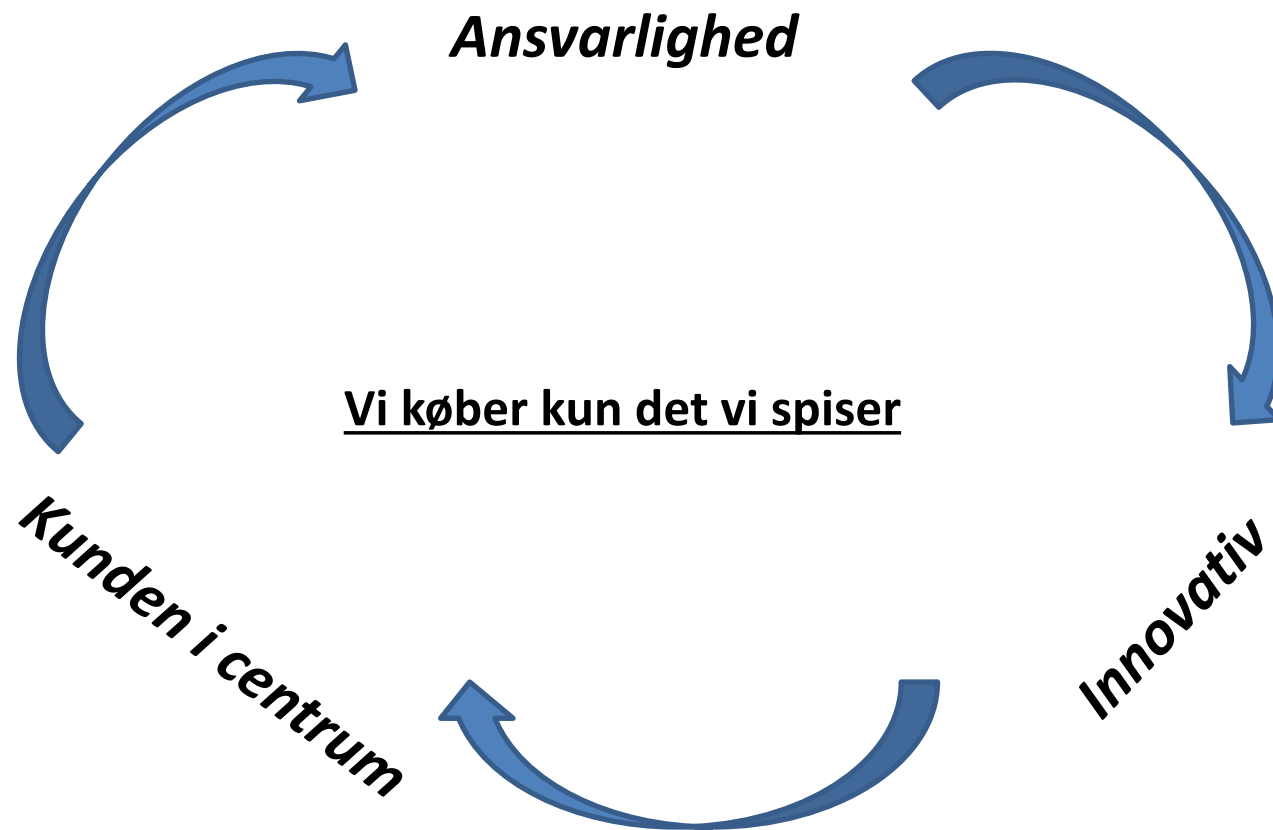 Ansvarlighed
Vi køber kun det vi spiser
Kunden i centrum
Innovativ